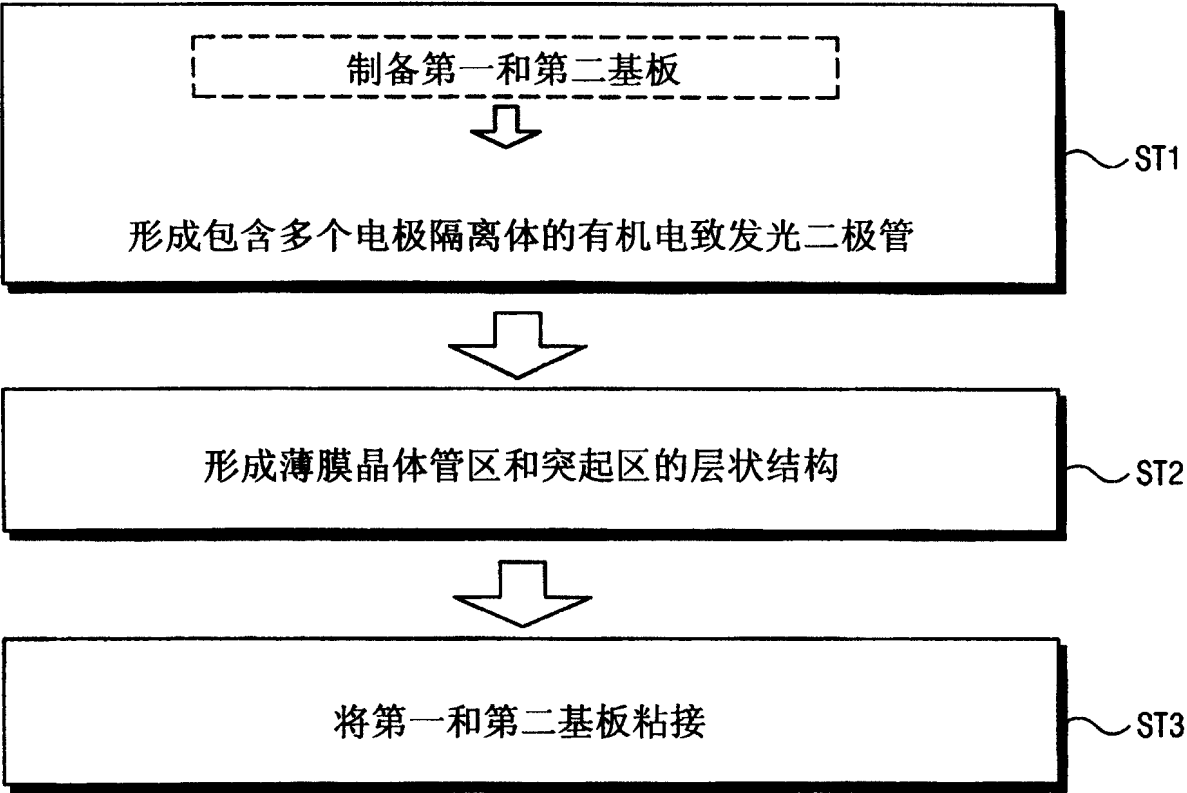 制备第一和第二基板
ST1
形成包含多个电极隔离体的有机电致发光二极管
形成薄膜晶体管区和突起区的层状结构
ST2
将第一和第二基板粘接
ST3